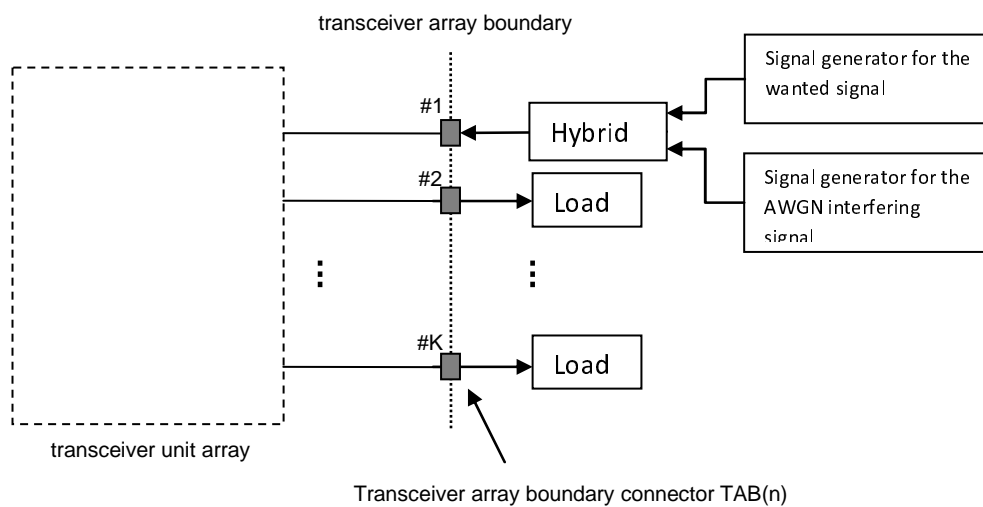 transceiver array boundary
Signal generator for the
wanted signal
#1
Hybrid
#2
Load
Signal generator for the
AWGN interfering
signal
#K
Load
transceiver unit array
Transceiver array boundary connector TAB(n)